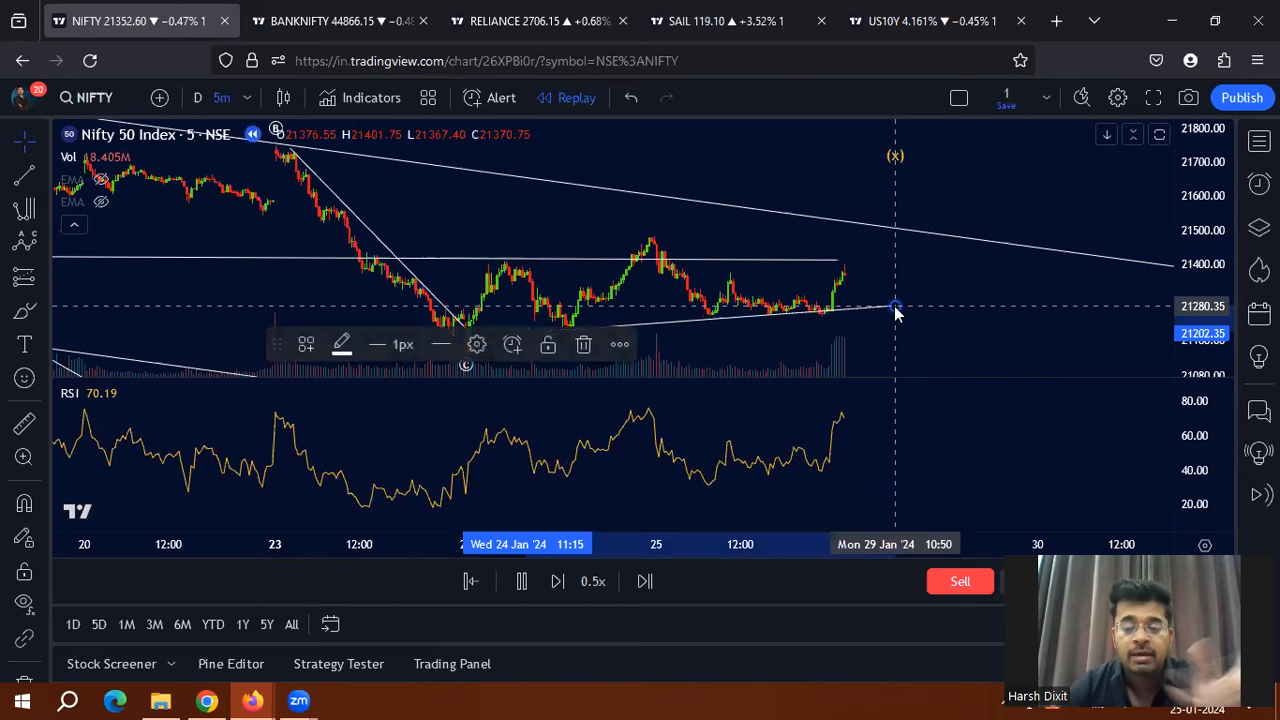 NIFTY 21352.60 ▼ −0.47% 1
BANKNIFTY 44866.15 ▼ −0.4
RELIANCE 2706.15 ▲ +0.68%
SAIL 119.10 ▲ +3.52% 1
US10Y 4.161% ▼ −0.45% 1
https://in.tradingview.com/chart/26XPBi0r/?symbol=NSE%3ANIFTY
20
NIFTY
D
5m
Indicators
Alert
Replay
1
Save
Publish
50
Nifty 50 Index · 5 · NSE
O21376.55 H21401.75 L21367.40 C21370.75
Vol 18.405M
EMA
EMA
B
(x)
21800.00
21700.00
21600.00
21500.00
21400.00
21280.35
21202.35
21080.00
1px
C
RSI 70.19
80.00
60.00
40.00
20.00
20
12:00
23
12:00
Wed 24 Jan '24 11:15
25
12:00
Mon 29 Jan '24 10:50
30
12:00
0.5x
Sell
1D 5D 1M 3M 6M YTD 1Y 5Y All
Stock Screener
Pine Editor
Strategy Tester
Trading Panel
Harsh Dixit
zm
25-01-2024